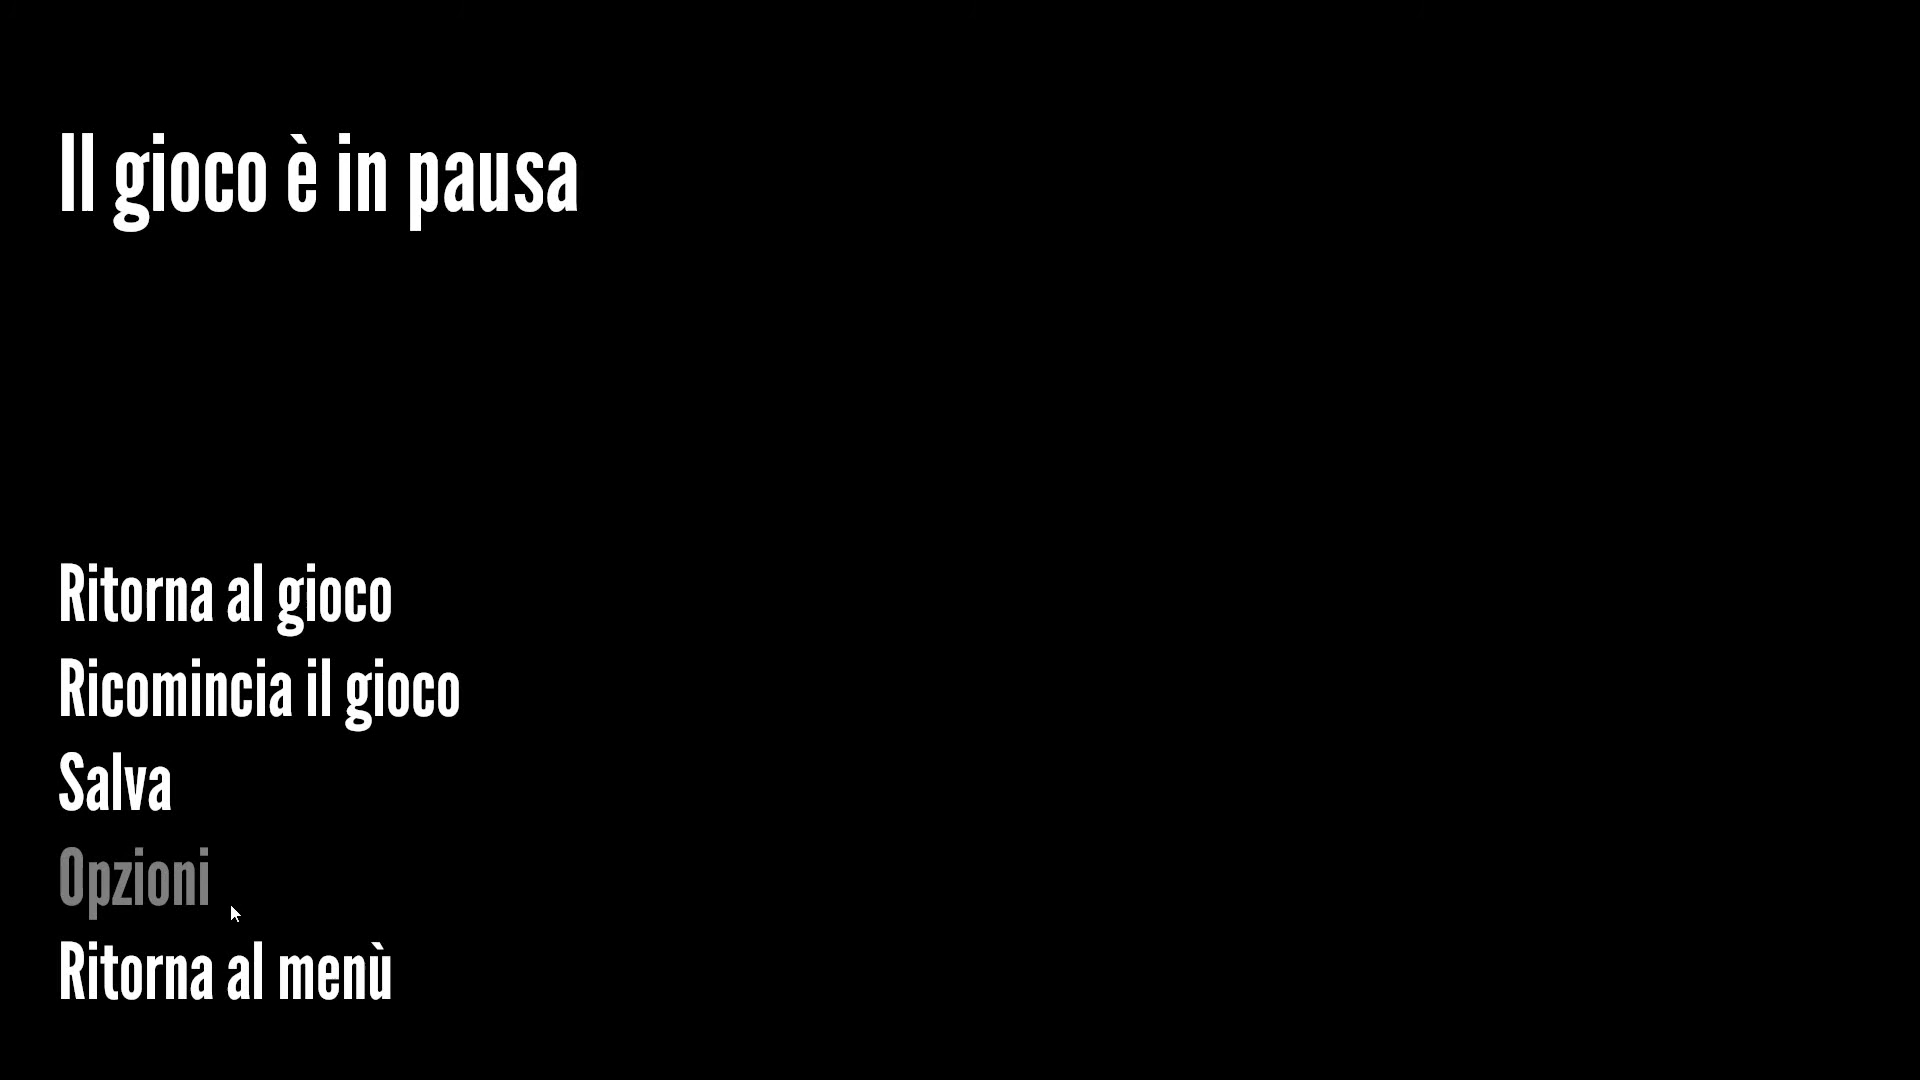 Il gioco è in pausa
Ritorna al gioco
Ricomincia il gioco
Salva
Opzioni
Ritorna al menù